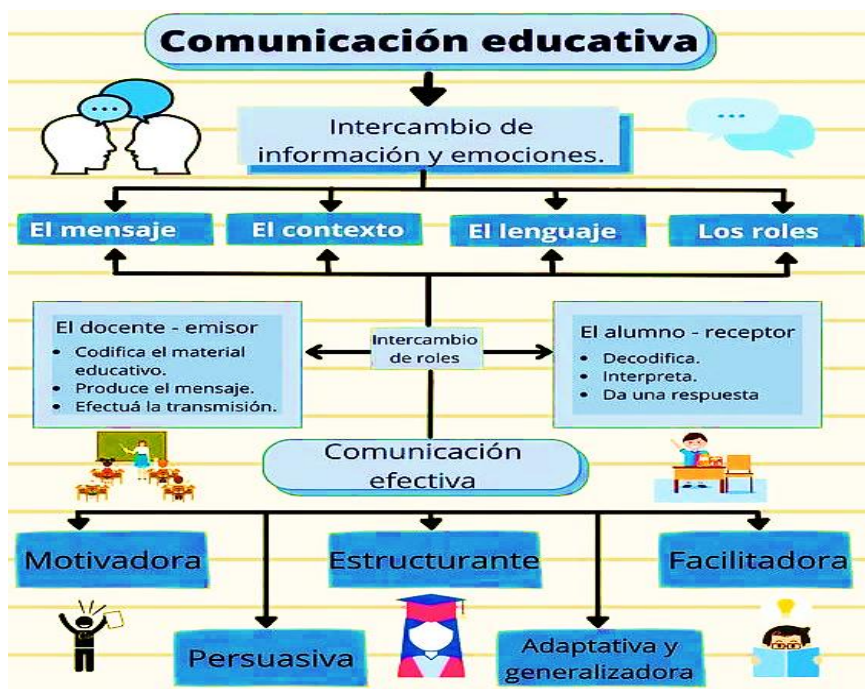 Comunicación educativa
Intercambio de
información y emociones.
El mensaje
El contexto
El lenguaje
Los roles
El docente - emisor
• Codifica el material
educativo.
• Produce el mensaje.
• Efectuá la transmisión.
Intercambio
de roles
El alumno - receptor
• Decodifica.
• Interpreta.
• Da una respuesta
Comunicación
efectiva
Motivadora
Estructurante
Facilitadora
Persuasiva
Adaptativa y
generalizadora